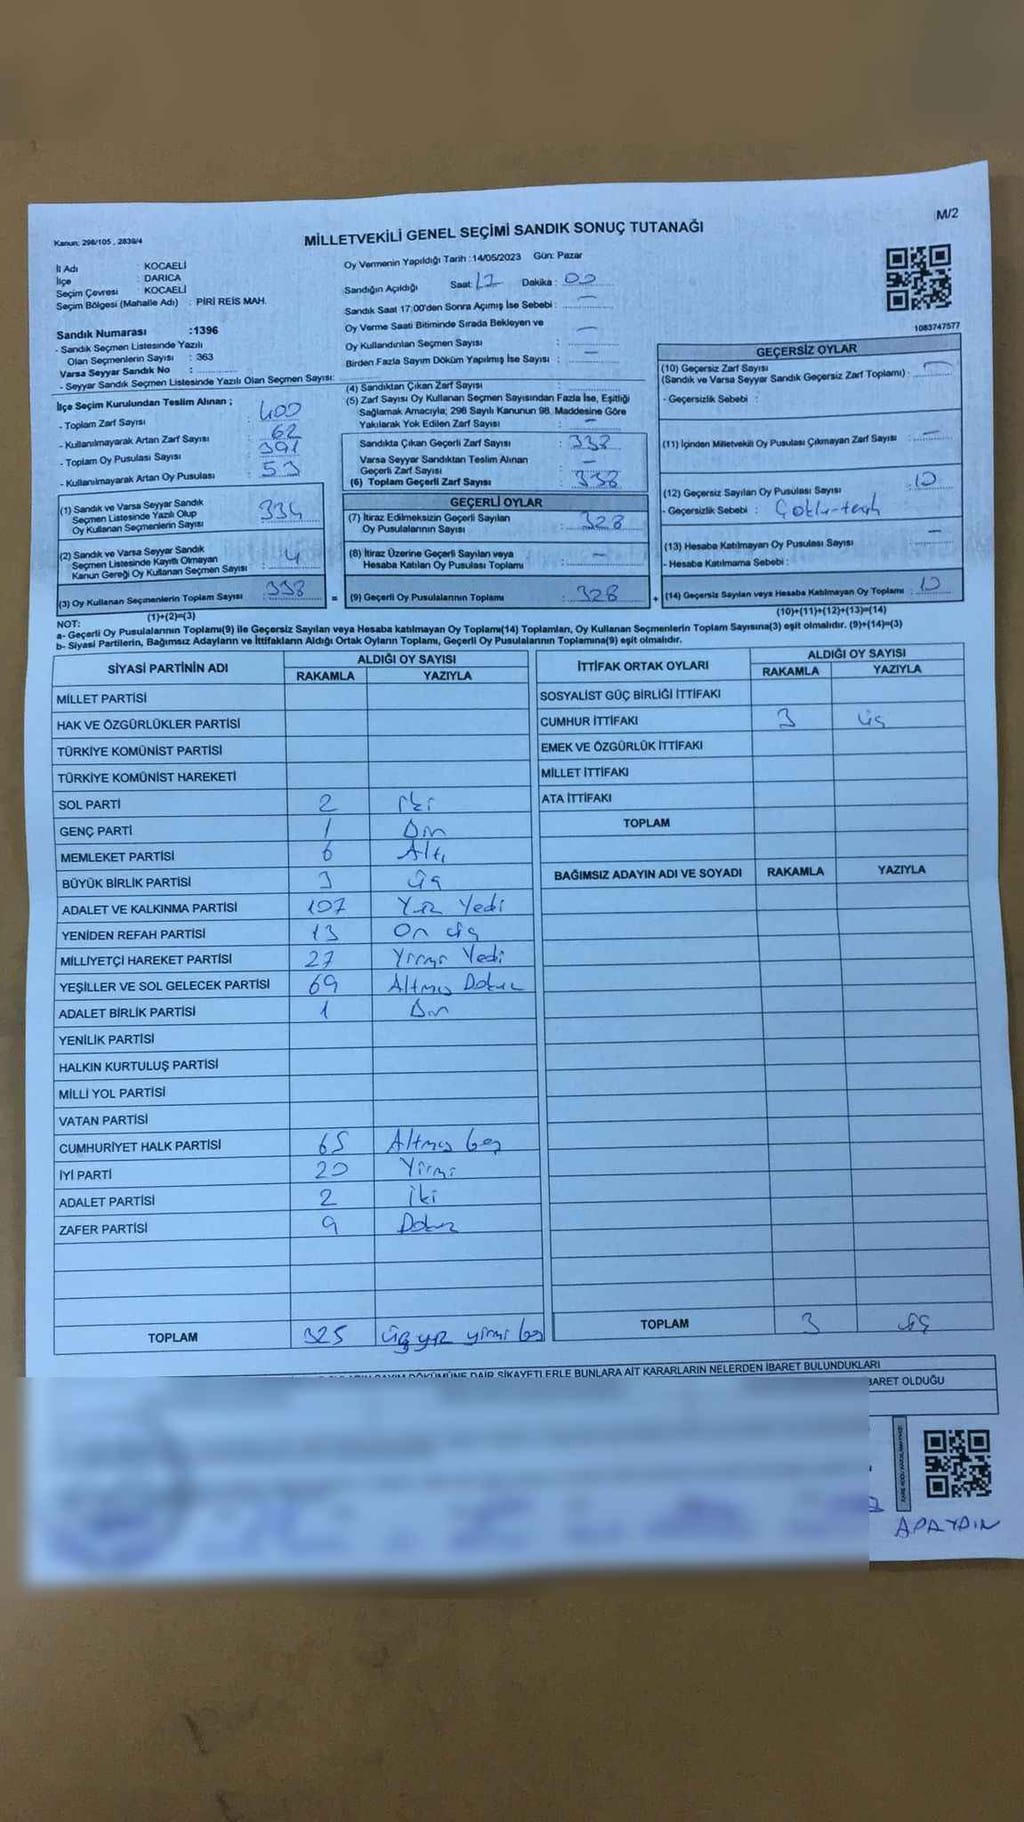 M/2
Kanun: 298/105 , 2839/4
MİLLETVEKİLİ GENEL SEÇİMİ SANDIK SONUÇ TUTANAĞI
İl Adı : KOCAELİ
İlçe : DARICA
Seçim Çevresi : KOCAELİ
Seçim Bölgesi (Mahalle Adı) : PİRİ REİS MAH.
Sandık Numarası :1396
- Sandık Seçmen Listesinde Yazılı
Olan Seçmenlerin Sayısı : 363
Varsa Seyyar Sandık No :
- Seyyar Sandık Seçmen Listesinde Yazılı Olan Seçmen Sayısı:
Oy Vermenin Yapıldığı Tarih :14/05/2023 Gün: Pazar
Sandığın Açıldığı Saat: 17 Dakika : 00
Sandık Saat 17:00'den Sonra Açımış İse Sebebi : —
Oy Verme Saati Bitiminde Sırada Bekleyen ve
Oy Kullandırılan Seçmen Sayısı : —
Birden Fazla Sayım Döküm Yapılmış İse Sayısı : —
1083747577
İlçe Seçim Kurulundan Teslim Alınan ;
- Toplam Zarf Sayısı : 400
- Kullanılmayarak Artan Zarf Sayısı : 62
- Toplam Oy Pusulası Sayısı : 391
- Kullanılmayarak Artan Oy Pusulası : 53
(1) Sandık ve Varsa Seyyar Sandık
Seçmen Listesinde Yazılı Olup
Oy Kullanan Seçmenlerin Sayısı : 334
(2) Sandık ve Varsa Seyyar Sandık
Seçmen Listesinde Kayıtlı Olmayan
Kanun Gereği Oy Kullanan Seçmen Sayısı : 4
(3) Oy Kullanan Seçmenlerin Toplam Sayısı : 338
(1)+(2)=(3)
(4) Sandıktan Çıkan Zarf Sayısı :
(5) Zarf Sayısı Oy Kullanan Seçmen Sayısından Fazla İse, Eşitliği
Sağlamak Amacıyla; 298 Sayılı Kanunun 98. Maddesine Göre
Yakılarak Yok Edilen Zarf Sayısı : —
Sandıkta Çıkan Geçerli Zarf Sayısı : 338
Varsa Seyyar Sandıktan Teslim Alınan
Geçerli Zarf Sayısı : —
(6) Toplam Geçerli Zarf Sayısı : 338
GEÇERLİ OYLAR
(7) İtiraz Edilmeksizin Geçerli Sayılan
Oy Pusulalarının Sayısı : 328
(8) İtiraz Üzerine Geçerli Sayılan veya
Hesaba Katılan Oy Pusulası Toplamı : —
= (9) Geçerli Oy Pusulalarının Toplamı : 328
GEÇERSİZ OYLAR
(10) Geçersiz Zarf Sayısı
(Sandık ve Varsa Seyyar Sandık Geçersiz Zarf Toplamı) : —
- Geçersizlik Sebebi :
(11) İçinden Milletvekili Oy Pusulası Çıkmayan Zarf Sayısı : —
(12) Geçersiz Sayılan Oy Pusulası Sayısı : 10
- Geçersizlik Sebebi :
(13) Hesaba Katılmayan Oy Pusulası Sayısı : —
- Hesaba Katılmama Sebebi :
+ (14) Geçersiz Sayılan veya Hesaba Katılmayan Oy Toplamı : 10
(10)+(11)+(12)+(13)=(14)
NOT:
a- Geçerli Oy Pusulalarının Toplamı(9) ile Geçersiz Sayılan veya Hesaba katılmayan Oy Toplamı(14) Toplamları, Oy Kullanan Seçmenlerin Toplam Sayısına(3) eşit olmalıdır. (9)+(14)=(3)
b- Siyasi Partilerin, Bağımsız Adayların ve İttifakların Aldığı Ortak Oyların Toplamı, Geçerli Oy Pusulalarının Toplamına(9) eşit olmalıdır.
SİYASİ PARTİNİN ADI ALDIĞI OY SAYISI
RAKAMLA YAZIYLA
MİLLET PARTİSİ
HAK VE ÖZGÜRLÜKLER PARTİSİ
TÜRKİYE KOMÜNİST PARTİSİ
TÜRKİYE KOMÜNİST HAREKETİ
SOL PARTİ 2 iki
GENÇ PARTİ 1 Bir
MEMLEKET PARTİSİ 6 Altı
BÜYÜK BİRLİK PARTİSİ 3 üç
ADALET VE KALKINMA PARTİSİ 107 Yüz Yedi
YENİDEN REFAH PARTİSİ 13 On üç
MİLLİYETÇİ HAREKET PARTİSİ 27 Yirmi Yedi
YEŞİLLER VE SOL GELECEK PARTİSİ 69 Altmış Dokuz
ADALET BİRLİK PARTİSİ 1 Bir
YENİLİK PARTİSİ
HALKIN KURTULUŞ PARTİSİ
MİLLİ YOL PARTİSİ
VATAN PARTİSİ
CUMHURİYET HALK PARTİSİ 65 Altmış beş
İYİ PARTİ 20 Yirmi
ADALET PARTİSİ 2 iki
ZAFER PARTİSİ 9 Dokuz
TOPLAM 325 üçyüz yirmi beş
İTTİFAK ORTAK OYLARI ALDIĞI OY SAYISI
RAKAMLA YAZIYLA
SOSYALİST GÜÇ BİRLİĞİ İTTİFAKI
CUMHUR İTTİFAKI 3 üç
EMEK VE ÖZGÜRLÜK İTTİFAKI
MİLLET İTTİFAKI
ATA İTTİFAKI
TOPLAM
BAĞIMSIZ ADAYIN ADI VE SOYADI RAKAMLA YAZIYLA
TOPLAM 3 üç
DÖKÜMÜNE DAİR ŞİKAYETLERLE BUNLARA AİT KARARLARIN NELERDEN İBARET BULUNDUKLARI
BARET OLDUĞU
APAYDIN